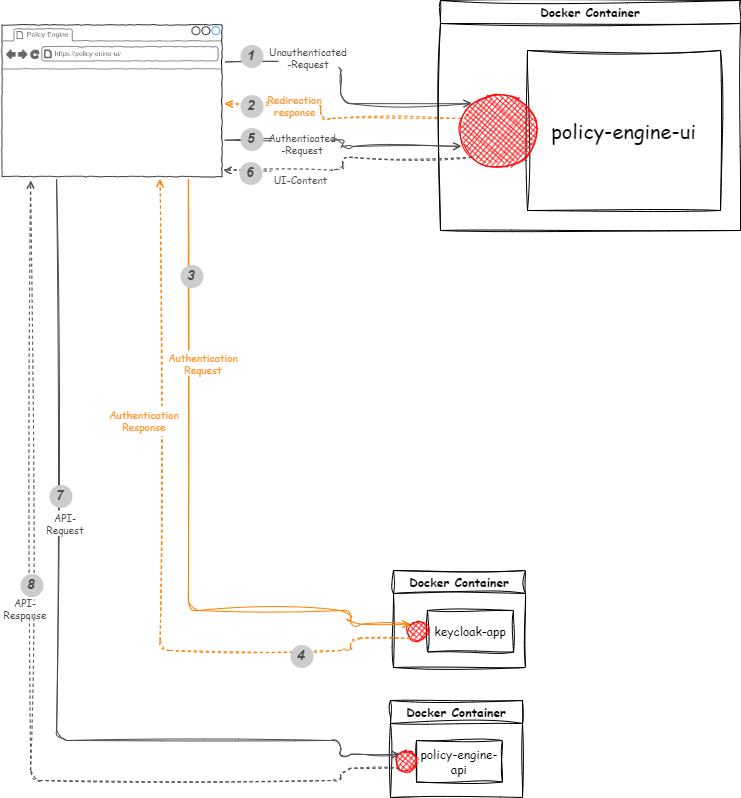 Policy-Engine
https://policy-enine-ui/
Docker Container
policy-engine-ui
1
Unauthenticated
-Request
2
Redirection
response
5
Authenticated
-Request
6
UI-Content
3
Authentication
Request
Authentication
Response
7
API-
Request
8
API-
Response
4
Docker Container
keycloak-app
Docker Container
policy-engine-
api